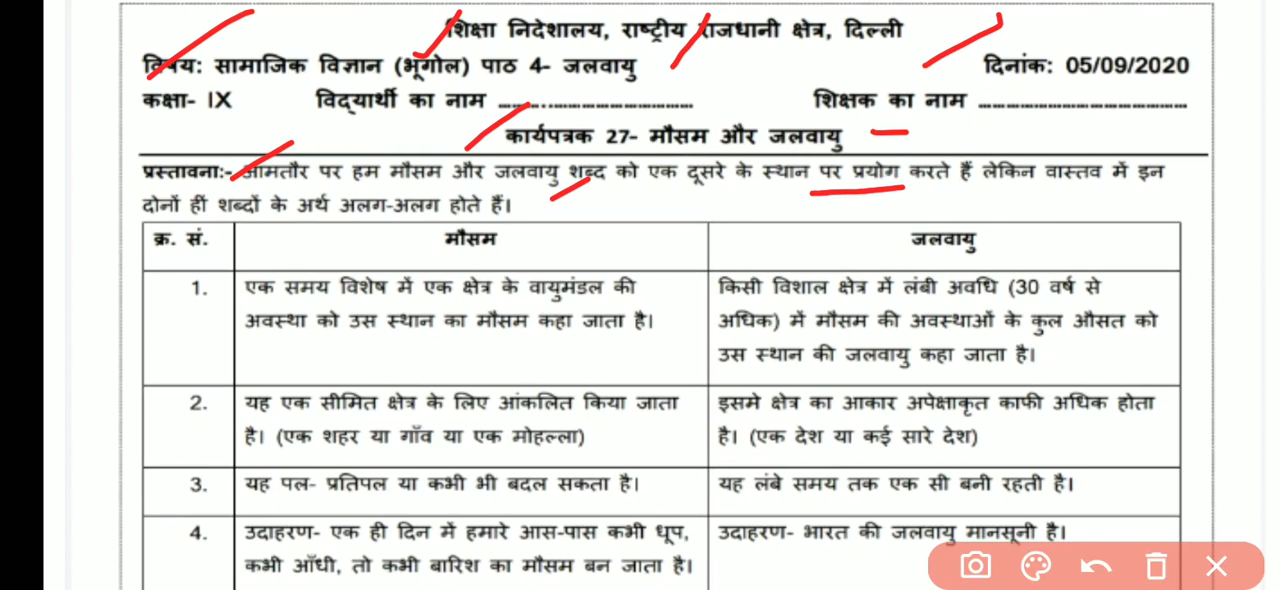 शिक्षा निदेशालय, राष्ट्रीय राजधानी क्षेत्र, दिल्ली
विषय: सामाजिक विज्ञान (भूगोल) पाठ 4- जलवायु दिनांक: 05/09/2020
कक्षा- IX विद्यार्थी का नाम ................................ शिक्षक का नाम ................................
कार्यपत्रक 27- मौसम और जलवायु
प्रस्तावना:- आमतौर पर हम मौसम और जलवायु शब्द को एक दूसरे के स्थान पर प्रयोग करते हैं लेकिन वास्तव में इन
दोनों हीं शब्दों के अर्थ अलग-अलग होते हैं।
क्र. सं. मौसम जलवायु
1. एक समय विशेष में एक क्षेत्र के वायुमंडल की किसी विशाल क्षेत्र में लंबी अवधि (30 वर्ष से
अवस्था को उस स्थान का मौसम कहा जाता है। अधिक) में मौसम की अवस्थाओं के कुल औसत को
उस स्थान की जलवायु कहा जाता है।
2. यह एक सीमित क्षेत्र के लिए आंकलित किया जाता इसमे क्षेत्र का आकार अपेक्षाकृत काफी अधिक होता
है। (एक शहर या गाँव या एक मोहल्ला) है। (एक देश या कई सारे देश)
3. यह पल- प्रतिपल या कभी भी बदल सकता है। यह लंबे समय तक एक सी बनी रहती है।
4. उदाहरण- एक ही दिन में हमारे आस-पास कभी धूप, उदाहरण- भारत की जलवायु मानसूनी है।
कभी आँधी, तो कभी बारिश का मौसम बन जाता है।